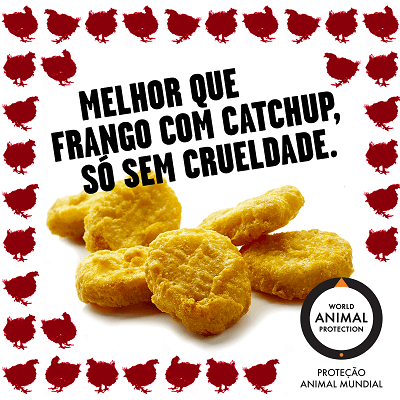 MELHOR QUE
FRANGO COM CATCHUP,
SÓ SEM CRUELDADE.
WORLD
ANIMAL
PROTECTION
PROTEÇÃO
ANIMAL MUNDIAL